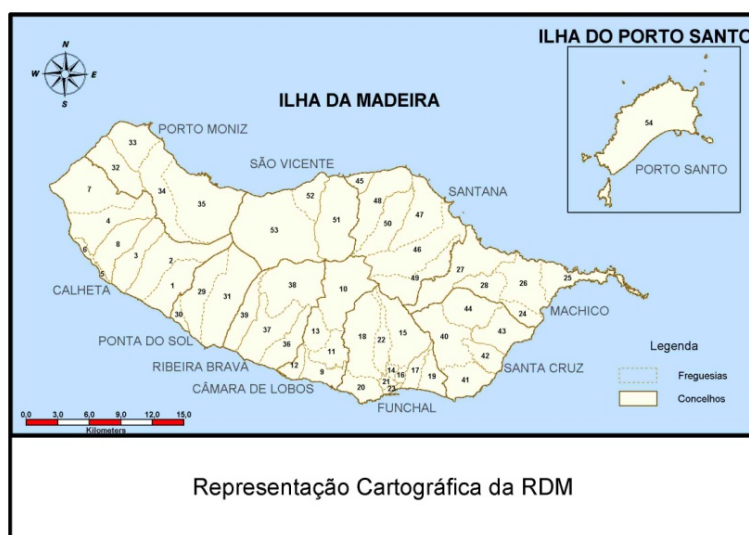 ILHA DO PORTO SANTO
N
W E
S
ILHA DA MADEIRA
54
PORTO SANTO
PORTO MONIZ
33
32
SÃO VICENTE
45
52
SANTANA
7
34
35
48
47
51
50
4
53
46
6
8
3
2
27
49
28
26
25
5
CALHETA
1
29
31
38
10
30
39
44
24
MACHICO
37
13
18
22
15
40
43
36
11
42
PONTA DO SOL
12
9
14
16
17
19
SANTA CRUZ
RIBEIRA BRAVA
20
21
23
41
CÂMARA DE LOBOS
FUNCHAL
Legenda
Freguesias
Concelhos
0,0 3,0 6,0 9,0 12,0 15,0
Kilometers
Representação Cartográfica da RDM